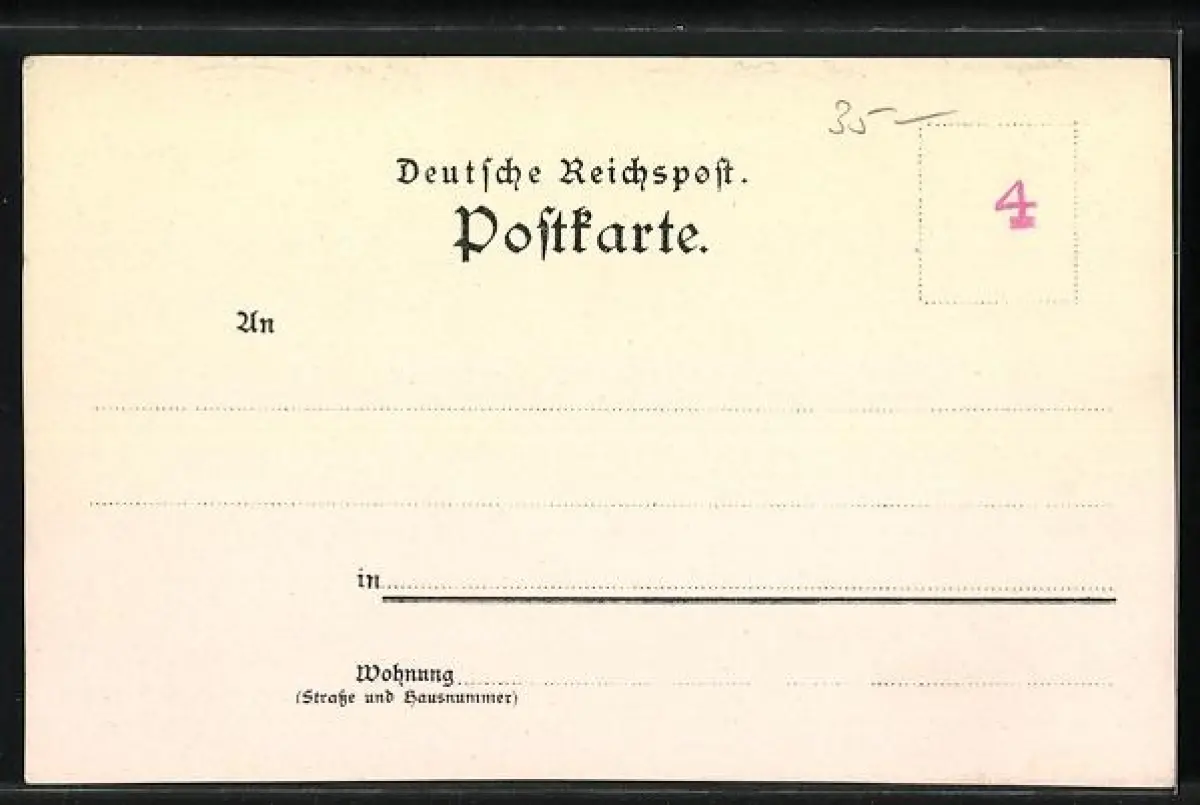 35 —
Deutſche Reichspoſt.
4
Poſtkarte.
An
in
Wohnung
(Straße und Hausnummer)